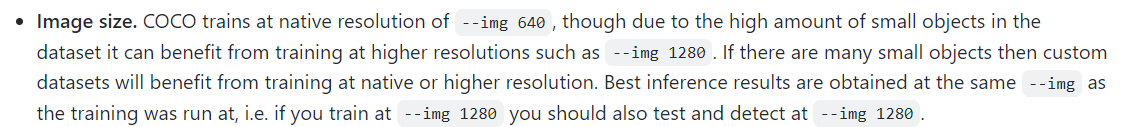 • Image size. COCO trains at native resolution of --img 640, though due to the high amount of small objects in the
dataset it can benefit from training at higher resolutions such as --img 1280. If there are many small objects then custom
datasets will benefit from training at native or higher resolution. Best inference results are obtained at the same --img as
the training was run at, i.e. if you train at --img 1280 you should also test and detect at --img 1280.